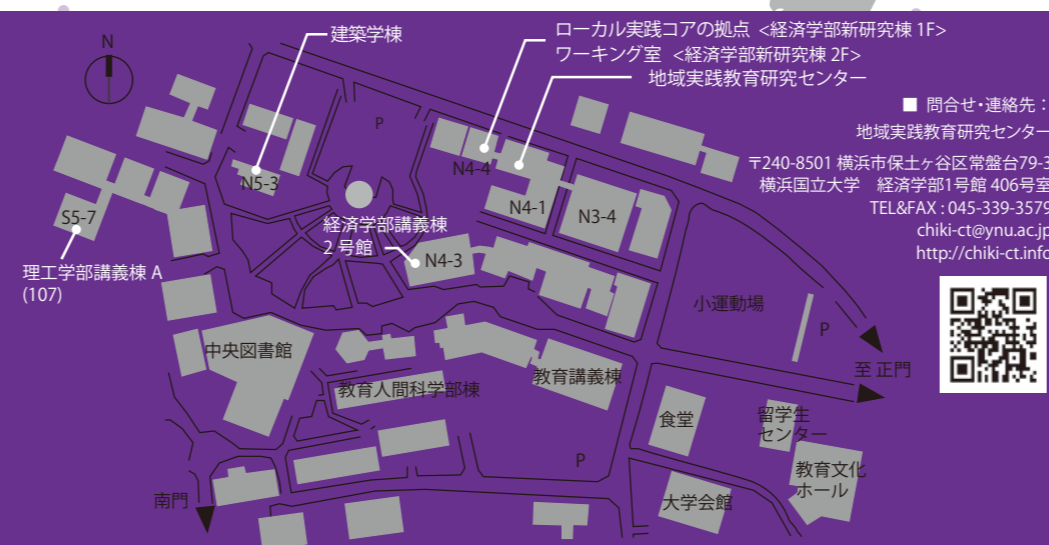 N
建築学棟
ローカル実践コアの拠点 <経済学部新研究棟 1F>
ワーキング室 <経済学部新研究棟 2F>
地域実践教育研究センター
■ 問合せ・連絡先:
地域実践教育研究センター
〒240-8501 横浜市保土ヶ谷区常盤台79-3
横浜国立大学 経済学部1号館 406号室
TEL&FAX : 045-339-3579
chiki-ct@ynu.ac.jp
http://chiki-ct.info
P
N4-4
N5-3
N4-1
N3-4
S5-7
経済学部講義棟
2 号館
N4-3
理工学部講義棟 A
(107)
小運動場
P
至 正門
中央図書館
教育人間科学部棟
教育講義棟
食堂
留学生
センター
P
教育文化
ホール
南門
大学会館